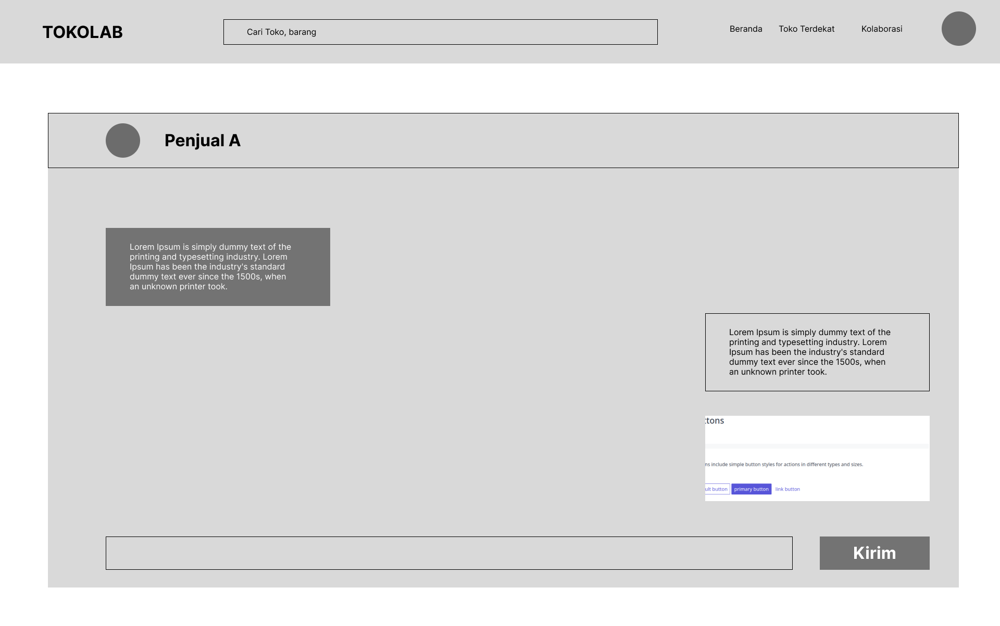 TOKOLAB
Cari Toko, barang
Beranda
Toko Terdekat
Kolaborasi
Penjual A
Lorem Ipsum is simply dummy text of the
printing and typesetting industry. Lorem
Ipsum has been the industry's standard
dummy text ever since the 1500s, when
an unknown printer took.
Lorem Ipsum is simply dummy text of the
printing and typesetting industry. Lorem
Ipsum has been the industry's standard
dummy text ever since the 1500s, when
an unknown printer took.
ttons
ns include simple button styles for actions in different types and sizes.
ult button primary button link button
Kirim